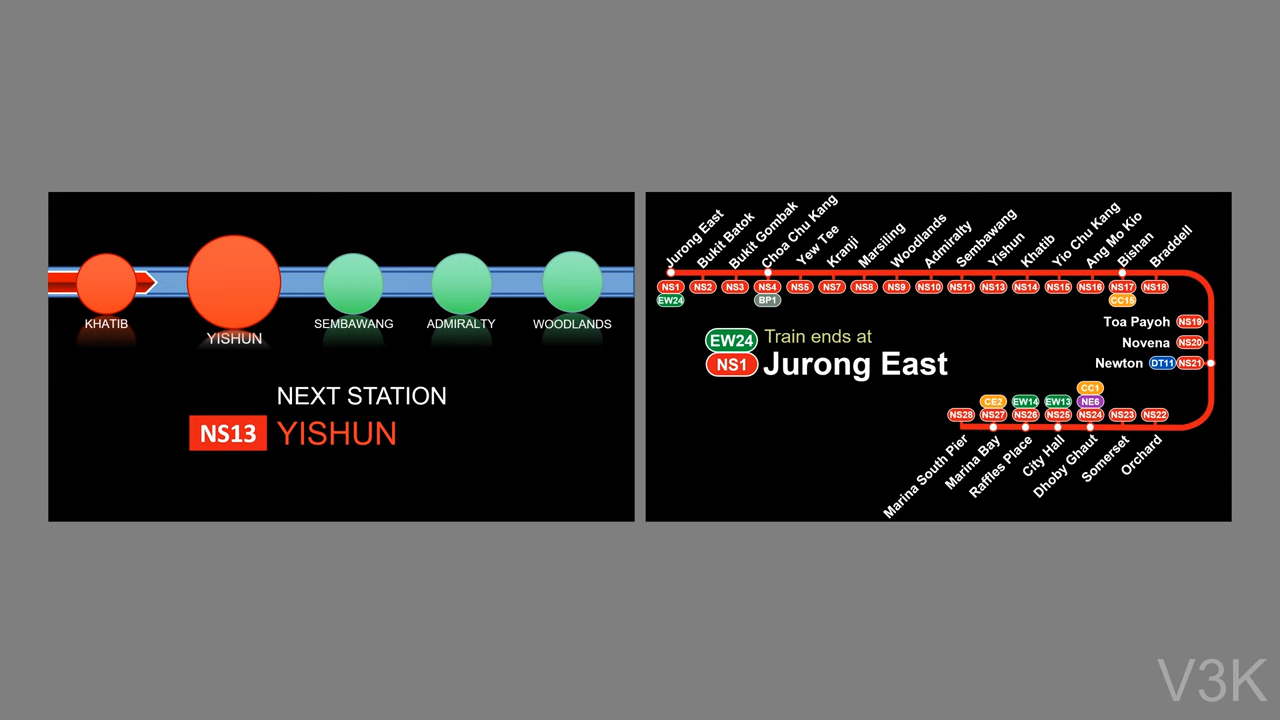 KHATIB
YISHUN
SEMBAWANG
ADMIRALTY
WOODLANDS
NEXT STATION
NS13 YISHUN
Jurong East
Bukit Batok
Bukit Gombak
Choa Chu Kang
Yew Tee
Kranji
Marsiling
Woodlands
Admiralty
Sembawang
Yishun
Khatib
Yio Chu Kang
Ang Mo Kio
Bishan
Braddell
NS1 NS2 NS3 NS4 NS5 NS7 NS8 NS9 NS10 NS11 NS13 NS14 NS15 NS16 NS17 NS18
EW24 BP1 CC15
Toa Payoh NS19
Novena NS20
Newton DT11 NS21
EW24 Train ends at
NS1 Jurong East
CC1
CE2 EW14 EW13 NE6
NS28 NS27 NS26 NS25 NS24 NS23 NS22
Marina South Pier
Marina Bay
Raffles Place
City Hall
Dhoby Ghaut
Somerset
Orchard
V3K